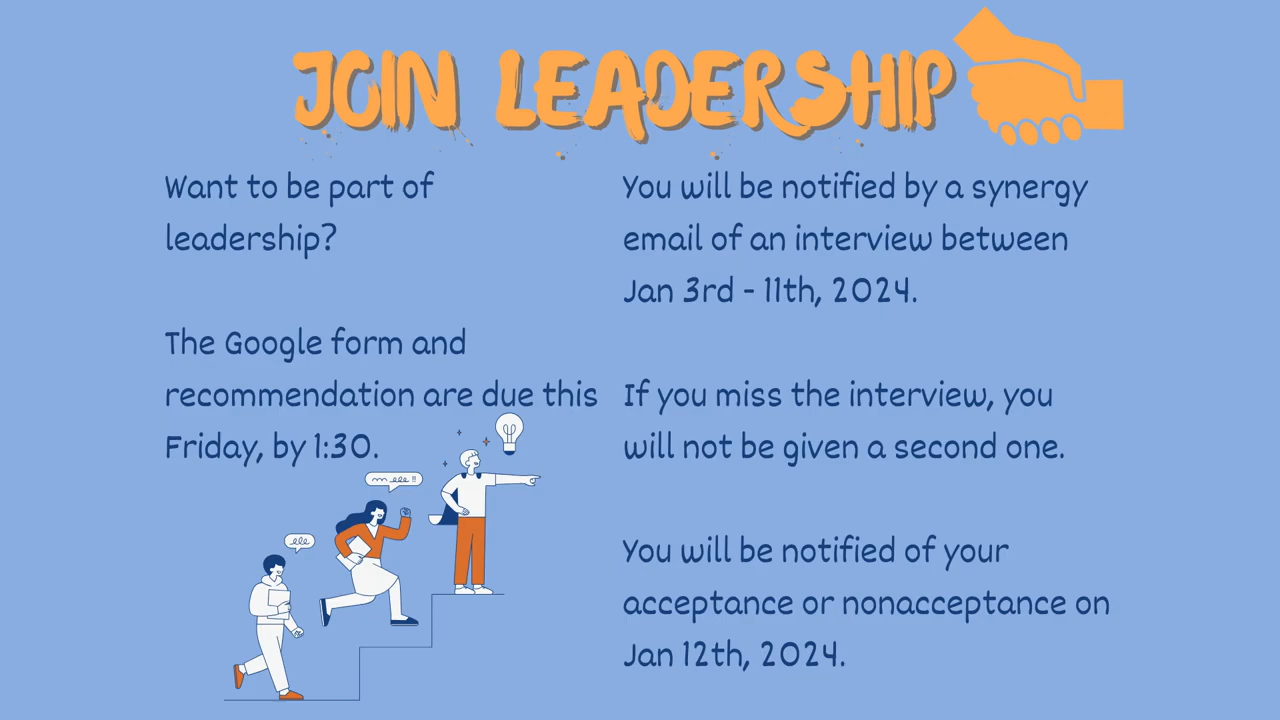 JOIN LEADERSHIP
Want to be part of
leadership?
The Google form and
recommendation are due this
Friday, by 1:30.
You will be notified by a synergy
email of an interview between
Jan 3rd - 11th, 2024.
If you miss the interview, you
will not be given a second one.
You will be notified of your
acceptance or nonacceptance on
Jan 12th, 2024.